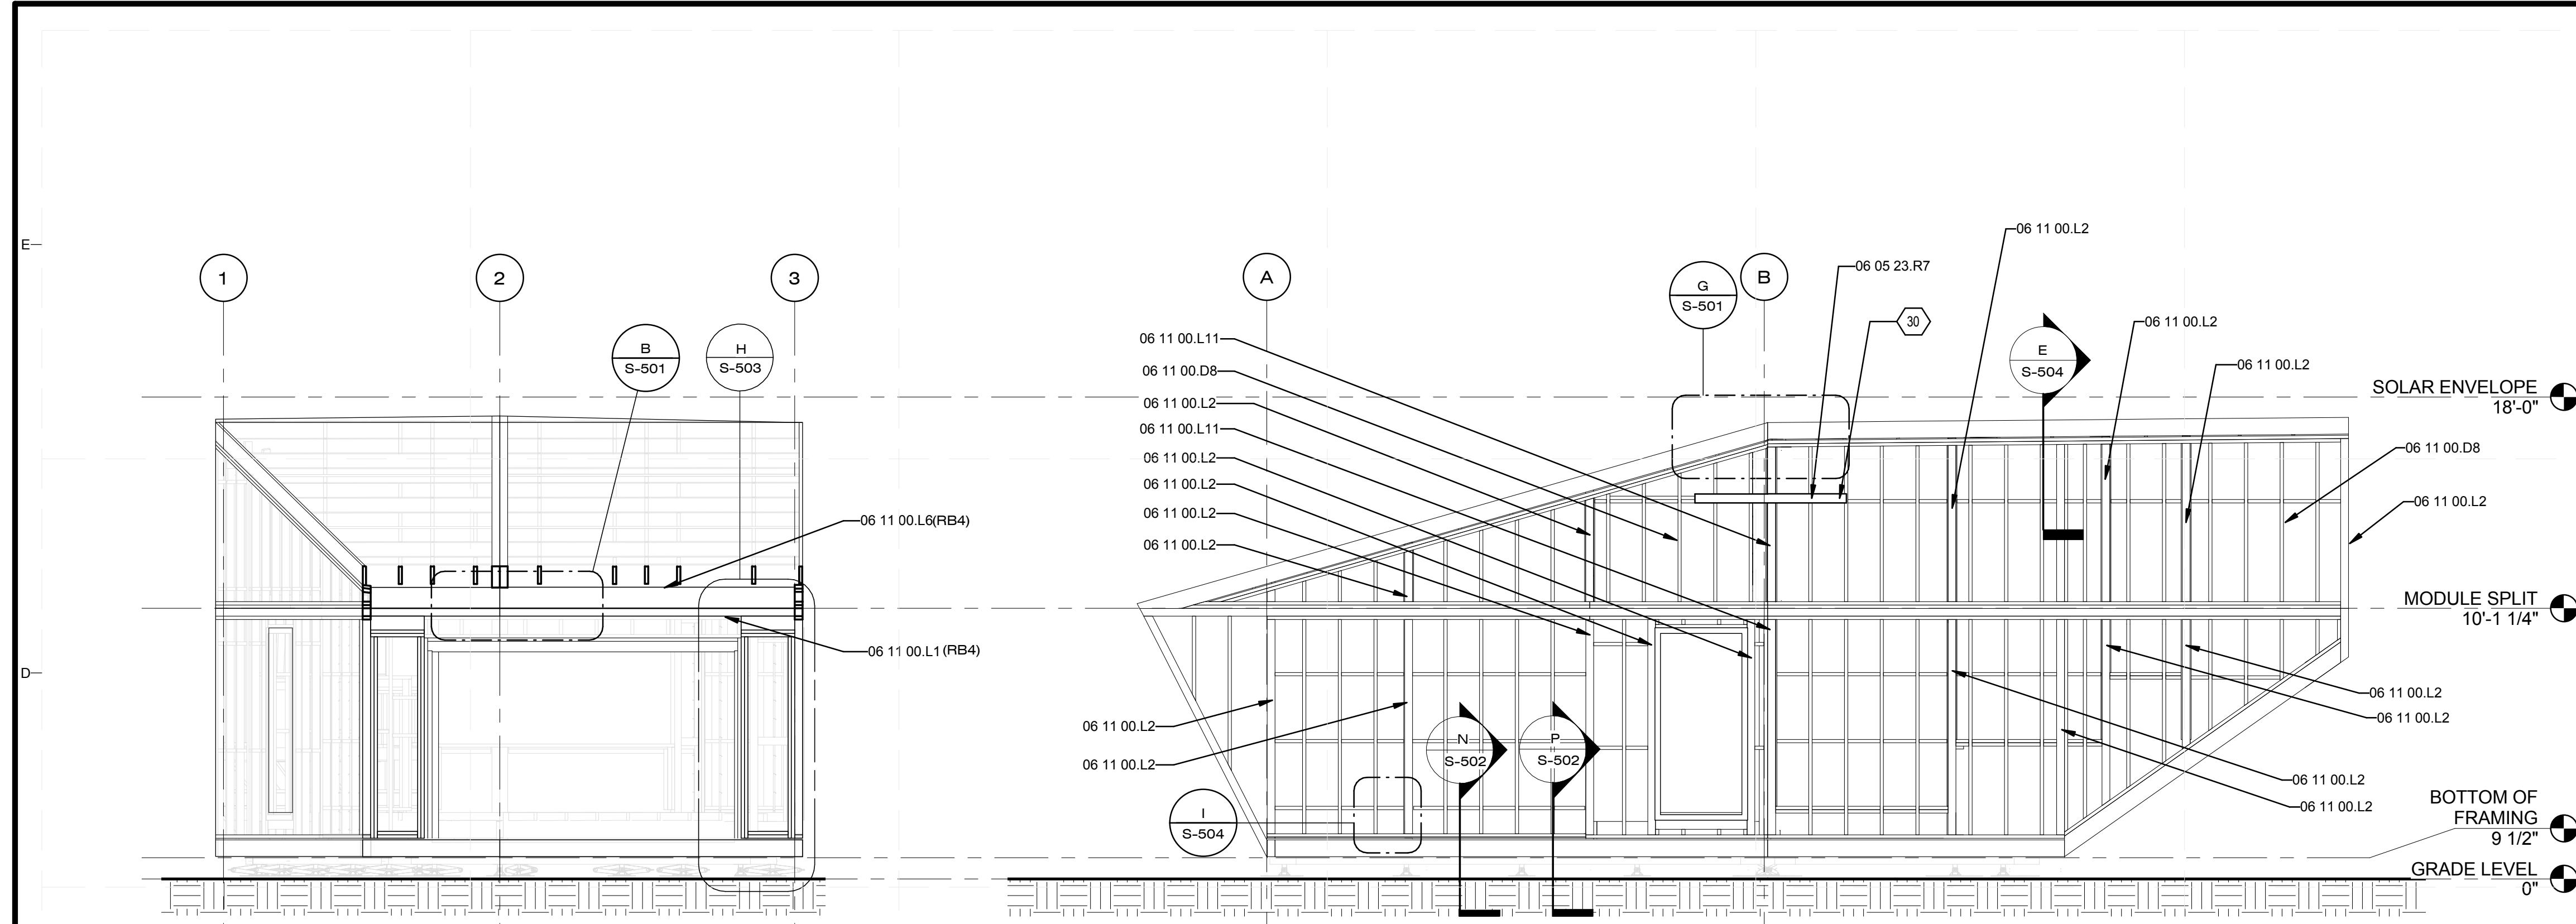 E
1
2
3
A
B
G
S-501
06 11 00.L2
06 05 23.R7
30
B
S-501
H
S-503
06 11 00.L11
06 11 00.D8
06 11 00.L2
06 11 00.L11
06 11 00.L2
06 11 00.L2
06 11 00.L2
06 11 00.L2
E
S-504
06 11 00.L2
06 11 00.L2
SOLAR ENVELOPE
18'-0"
06 11 00.D8
06 11 00.L2
06 11 00.L6(RB4)
MODULE SPLIT
10'-1 1/4"
06 11 00.L1(RB4)
D
06 11 00.L2
06 11 00.L2
06 11 00.L2
06 11 00.L2
N
S-502
P
S-502
06 11 00.L2
06 11 00.L2
I
S-504
BOTTOM OF
FRAMING
9 1/2"
GRADE LEVEL
0"